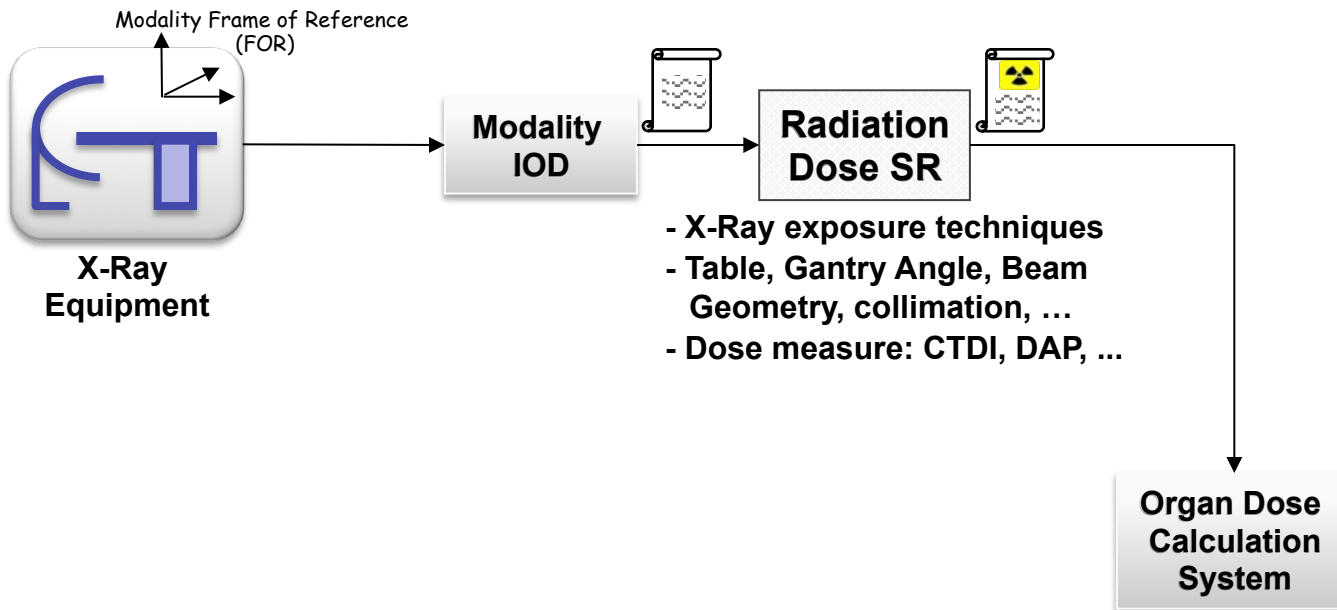 Modality Frame of Reference
(FOR)
X-Ray
Equipment
Modality
IOD
Radiation
Dose SR
- X-Ray exposure techniques
- Table, Gantry Angle, Beam
Geometry, collimation, …
- Dose measure: CTDI, DAP, ...
Organ Dose
Calculation
System